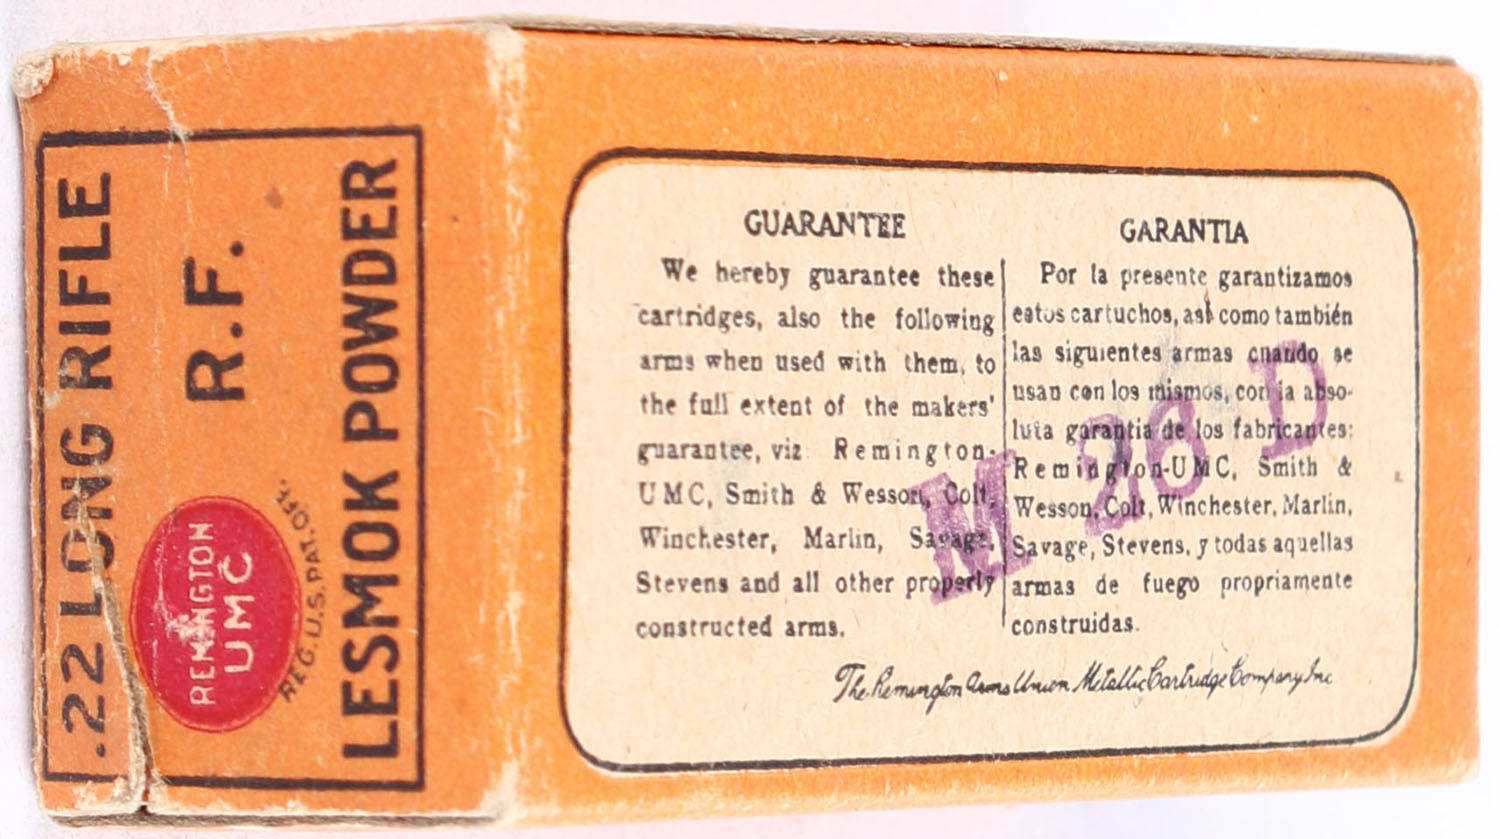 .22 LONG RIFLE
R.F.
REMINGTON
UMC
REG. U.S. PAT. OFF.
LESMOK POWDER
GUARANTEE
We hereby guarantee these
cartridges, also the following
arms when used with them, to
the full extent of the makers'
guarantee, viz: Remington-
UMC, Smith & Wesson, Colt,
Winchester, Marlin, Savage,
Stevens and all other properly
constructed arms.
GARANTIA
Por la presente garantizamos
estos cartuchos, así como también
las siguientes armas cuando se
usan con los mismos, con la abso-
luta garantia de los fabricantes:
Remington-UMC, Smith &
Wesson, Colt, Winchester, Marlin,
Savage, Stevens, y todas aquellas
armas de fuego propriamente
construidas.
The Remington Arms Union Metallic Cartridge Company Inc
M 26 D